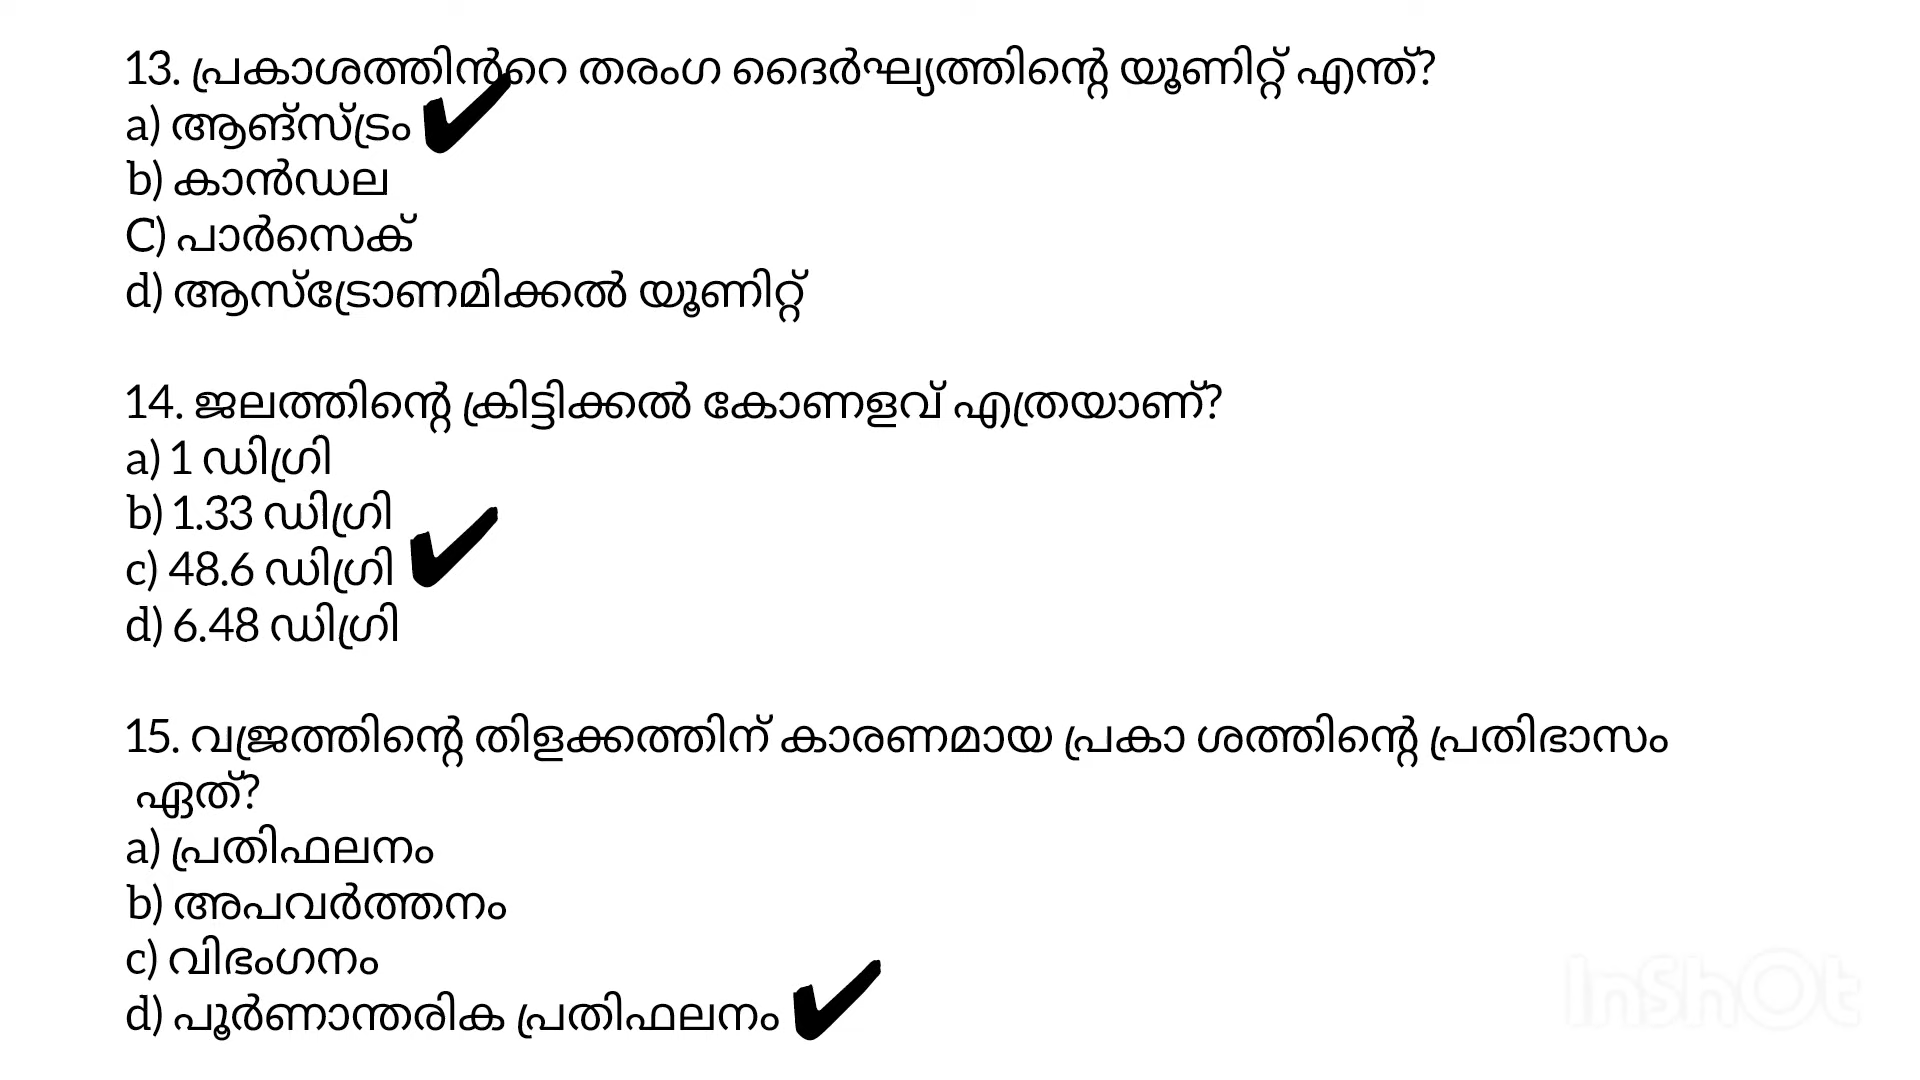 13. പ്രകാശത്തിൻറെ തരംഗ ദൈർഘ്യത്തിന്റെ യൂണിറ്റ് എന്ത്?
a) ആങ്സ്ട്രം ✔
b) കാൻഡല
C) പാർസെക്
d) ആസ്ട്രോണമിക്കൽ യൂണിറ്റ്
14. ജലത്തിന്റെ ക്രിട്ടിക്കൽ കോണളവ് എത്രയാണ്?
a) 1 ഡിഗ്രി
b) 1.33 ഡിഗ്രി
c) 48.6 ഡിഗ്രി ✔
d) 6.48 ഡിഗ്രി
15. വജ്രത്തിന്റെ തിളക്കത്തിന് കാരണമായ പ്രകാ ശത്തിന്റെ പ്രതിഭാസം
ഏത്?
a) പ്രതിഫലനം
b) അപവർത്തനം
c) വിഭംഗനം
d) പൂർണാന്തരിക പ്രതിഫലനം ✔
InShOt